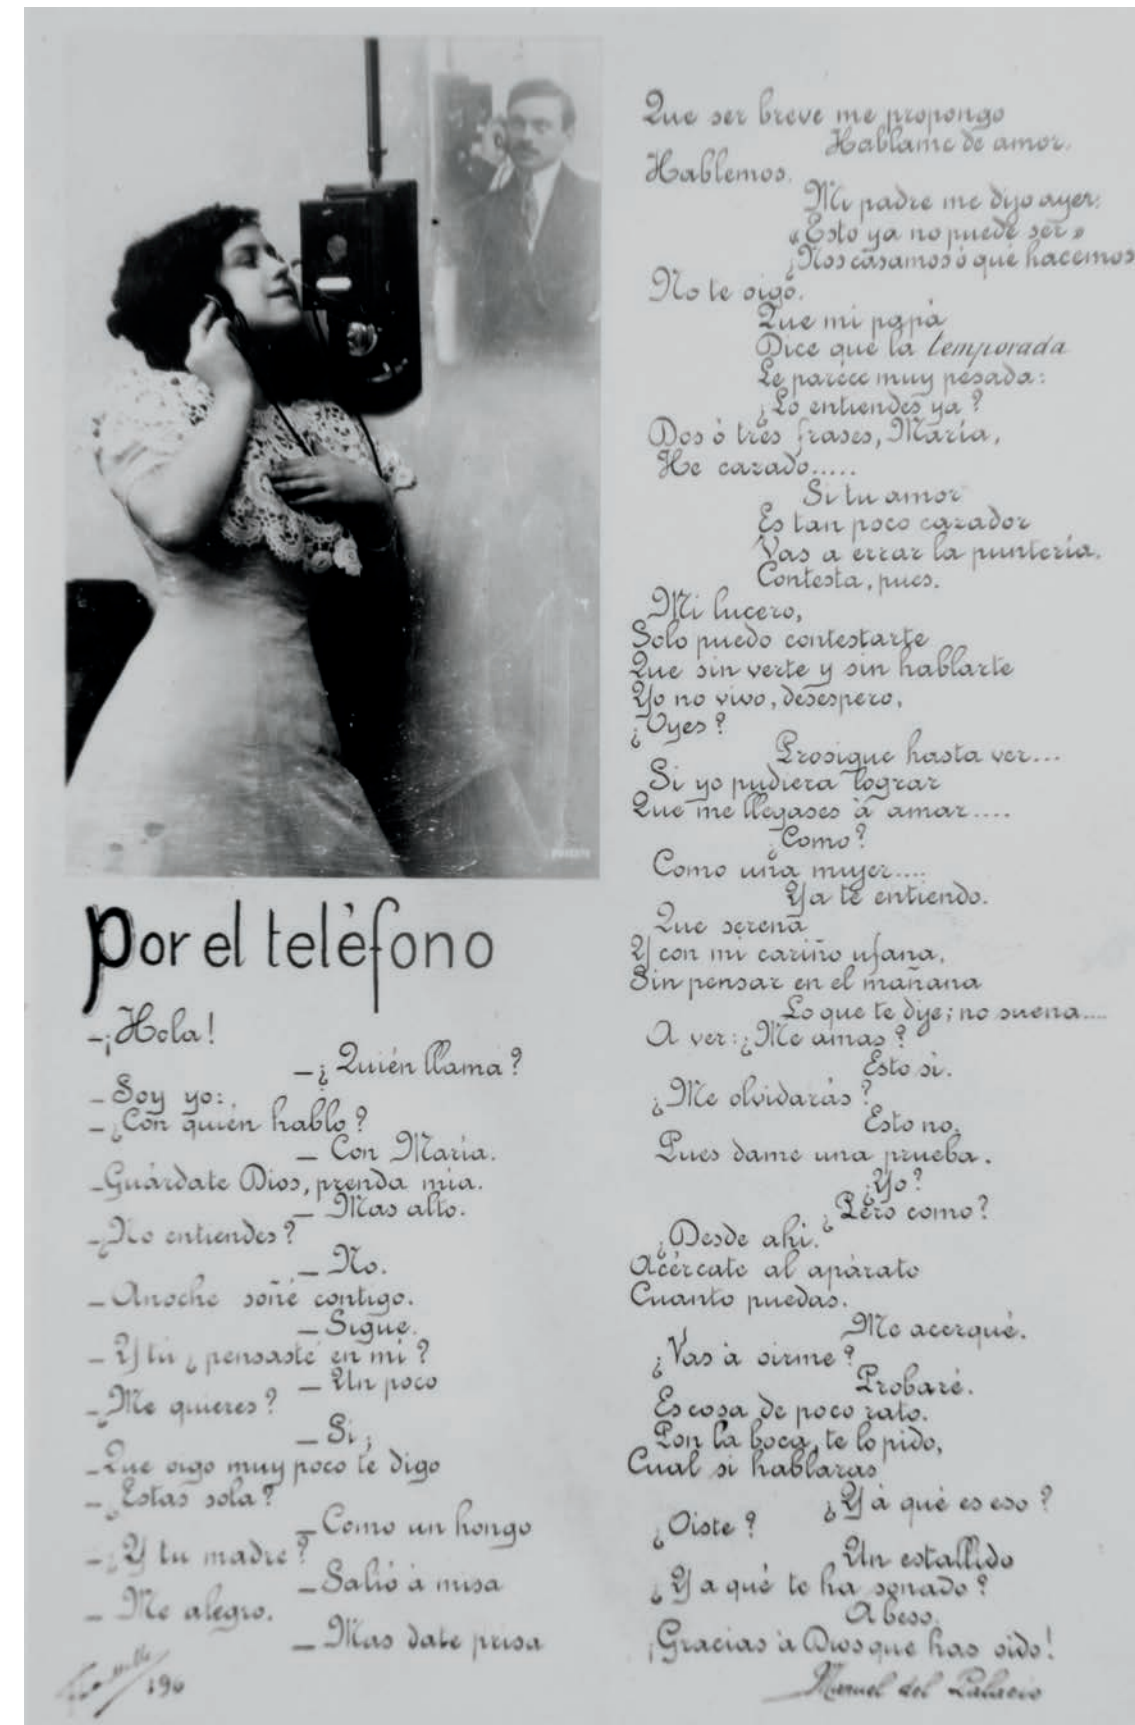 Por el telèfono
–¡Hola!
–¿Quién llama?
– Soy yo:
– ¿Con quién hablo?
– Con María.
–Guárdate Dios, prenda mia.
– Mas alto.
–¿No entiendes?
– No.
– Anoche soñé contigo.
– Sigue.
– Y tú ¿pensaste en mi?
– Un poco
–¿Me quieres?
– Si;
–Que oigo muy poco te digo
– ¿Estas sola?
– Como un hongo
–¿Y tu madre?
– Salió à misa
– Me alegro.
– Mas date prisa
196
Que ser breve me propongo
Hablame de amor.
Hablemos.
Mi padre me dijo ayer:
«Esto ya no puede ser»
¿Nos casamos ó qué hacemos
No te oigo.
Que mi papá
Dice que la temporada
Le parece muy pesada:
¿Lo entiendes ya?
Dos ò tres frases, María,
He cazado.....
Si tu amor
Es tan poco cazador
Vas a errar la puntería.
Contesta, pues.
Mi lucero,
Solo puedo contestarte
Que sin verte y sin hablarte
Yo no vivo, desespero,
¿Oyes?
Prosigue hasta ver...
Si yo pudiera lograr
Que me llegases à amar....
¿Como?
Como una mujer....
Ya te entiendo.
Que serena
Y con mi cariño ufana,
Sin pensar en el mañana
Lo que te dije; no suena....
A ver: ¿Me amas?
Esto si.
¿Me olvidarás?
Esto no.
Pues dame una prueba.
¿Yo?
¿Pero como?
¿Desde ahi.
Acércate al aparato
Cuanto puedas.
Me acerqué.
¿Vas à oirme?
Probaré.
Es cosa de poco rato.
Pon la boca, te lo pido,
Cual si hablaras
¿Y à qué es eso?
¿Oiste?
Un estallido
¿Y a qué te ha sonado?
A beso.
¡Gracias à Dios que has oido!
Manuel del Palacio